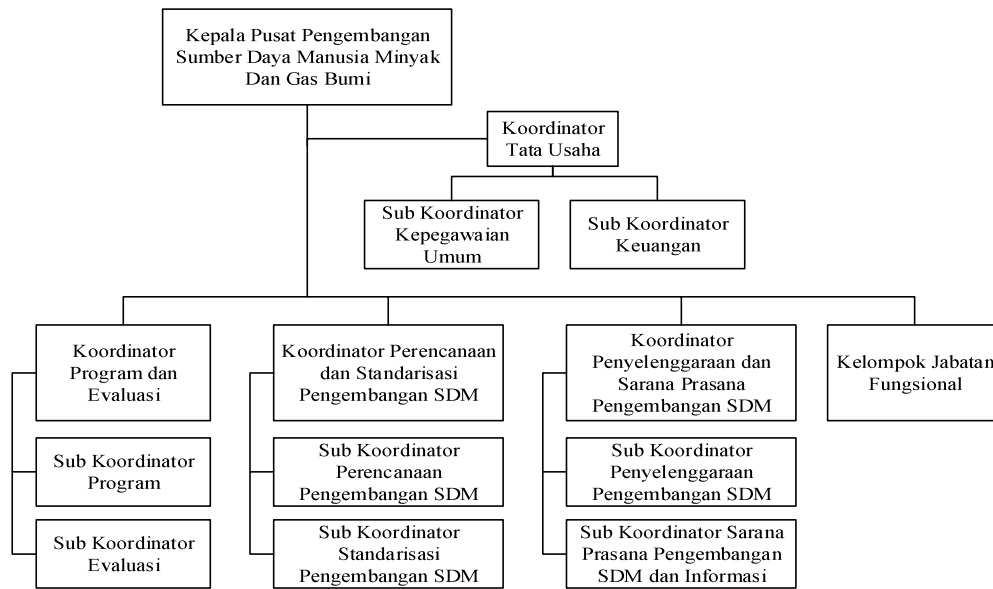 Kepala Pusat Pengembangan
Sumber Daya Manusia Minyak
Dan Gas Bumi
Koordinator
Tata Usaha
Sub Koordinator
Kepegawaian
Umum
Sub Koordinator
Keuangan
Koordinator
Program dan
Evaluasi
Koordinator Perencanaan
dan Standarisasi
Pengembangan SDM
Koordinator
Penyelenggaraan dan
Sarana Prasana
Pengembangan SDM
Kelompok Jabatan
Fungsional
Sub Koordinator
Program
Sub Koordinator
Perencanaan
Pengembangan SDM
Sub Koordinator
Penyelenggaraan
Pengembangan SDM
Sub Koordinator
Evaluasi
Sub Koordinator
Standarisasi
Pengembangan SDM
Sub Koordinator Sarana
Prasana Pengembangan
SDM dan Informasi